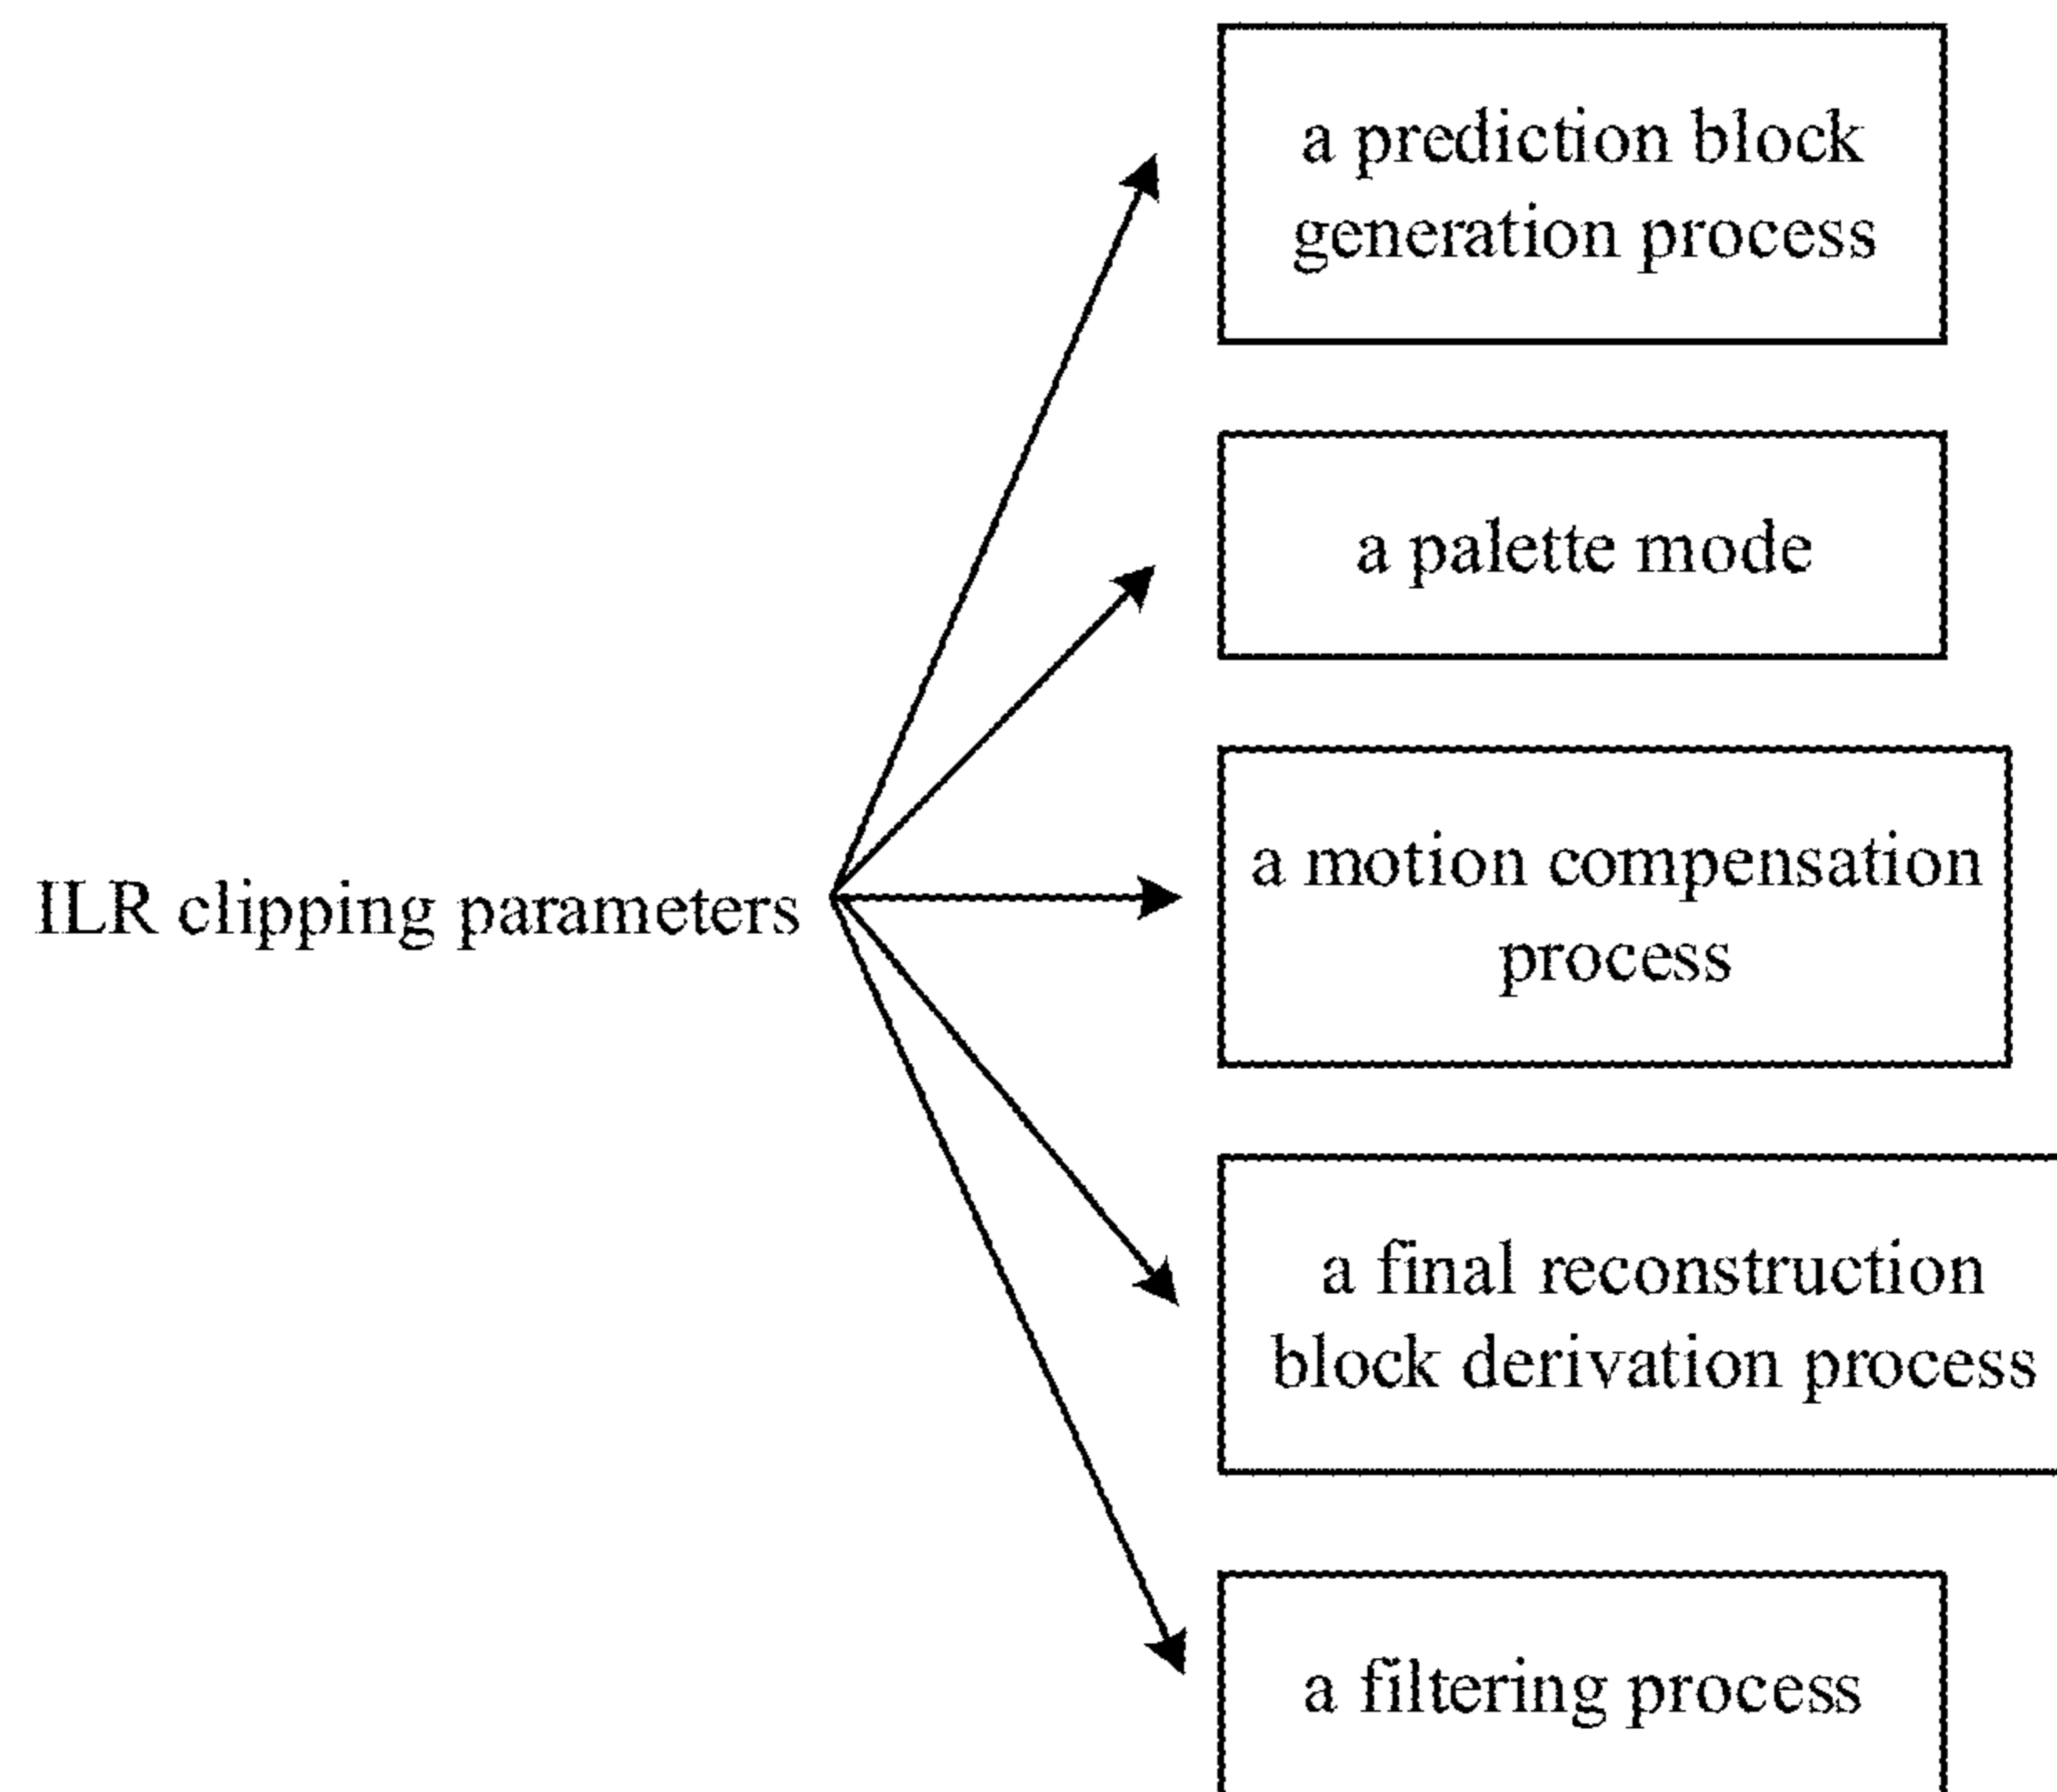 a prediction block
generation process
a palette mode
ILR clipping parameters
a motion compensation
process
a final reconstruction
block derivation process
a filtering process